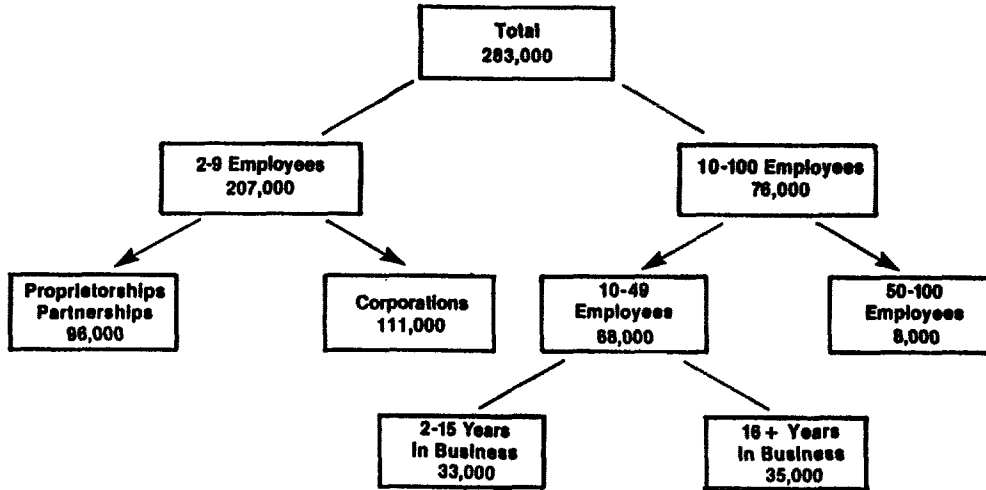 Total
283,000
2-9 Employees
207,000
10-100 Employees
76,000
Proprietorships
Partnerships
96,000
Corporations
111,000
10-49
Employees
68,000
50-100
Employees
8,000
2-15 Years
in Business
33,000
16 + Years
in Business
35,000